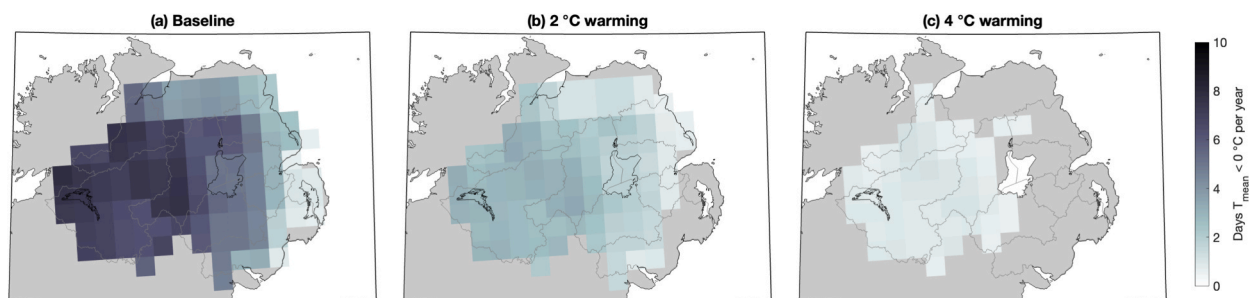 (a) Baseline
(b) 2 °C warming
(c) 4 °C warming
10
8
6
4
2
0
Days Tmean < 0 °C per year